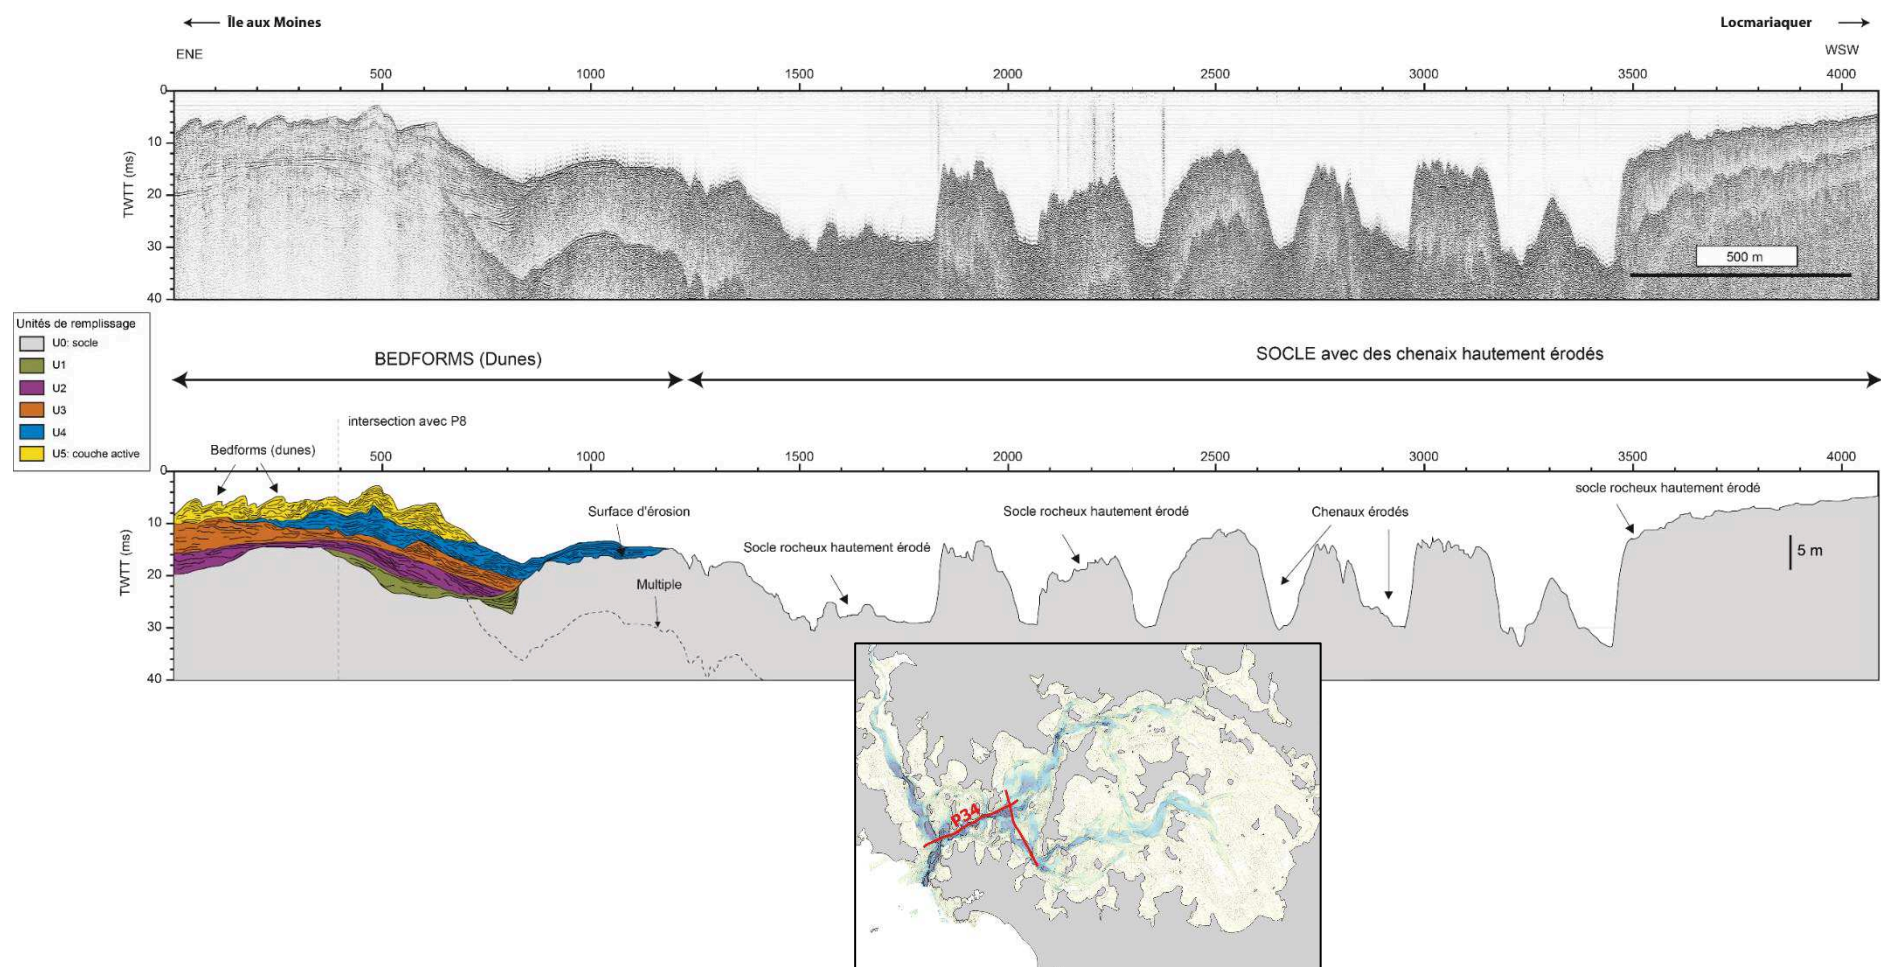 Île aux Moines
Locmariaquer
ENE
WSW
500 1000 1500 2000 2500 3000 3500 4000
0
10
20
30
40
TWTT (ms)
500 m
Unités de remplissage
U0: socle
U1
U2
U3
U4
U5: couche active
BEDFORMS (Dunes)
SOCLE avec des chenaix hautement érodés
intersection avec P8
Bedforms (dunes)
500 1000 1500 2000 2500 3000 3500 4000
0
10
20
30
40
TWTT (ms)
Surface d'érosion
Multiple
Socle rocheux hautement érodé
Socle rocheux hautement érodé
Chenaux érodés
socle rocheux hautement érodé
5 m
P34